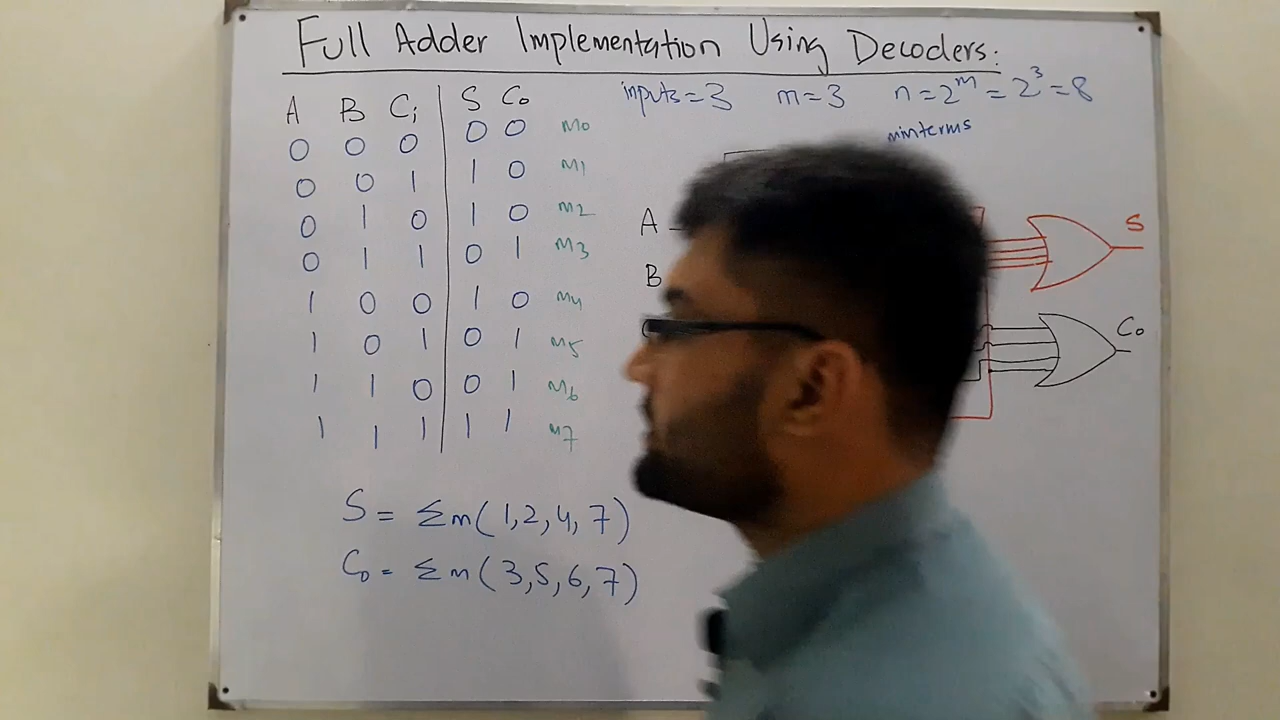 Full Adder Implementation Using Decoders:
inputs = 3 m = 3 n = 2^m = 2^3 = 8
minterms
A B Ci S Co
0 0 0 0 0 m0
0 0 1 1 0 m1
0 1 0 1 0 m2
0 1 1 0 1 m3
1 0 0 1 0 m4
1 0 1 0 1 m5
1 1 0 0 1 m6
1 1 1 1 1 m7
A
B
S
Co
S = Σm(1,2,4,7)
Co = Σm(3,5,6,7)